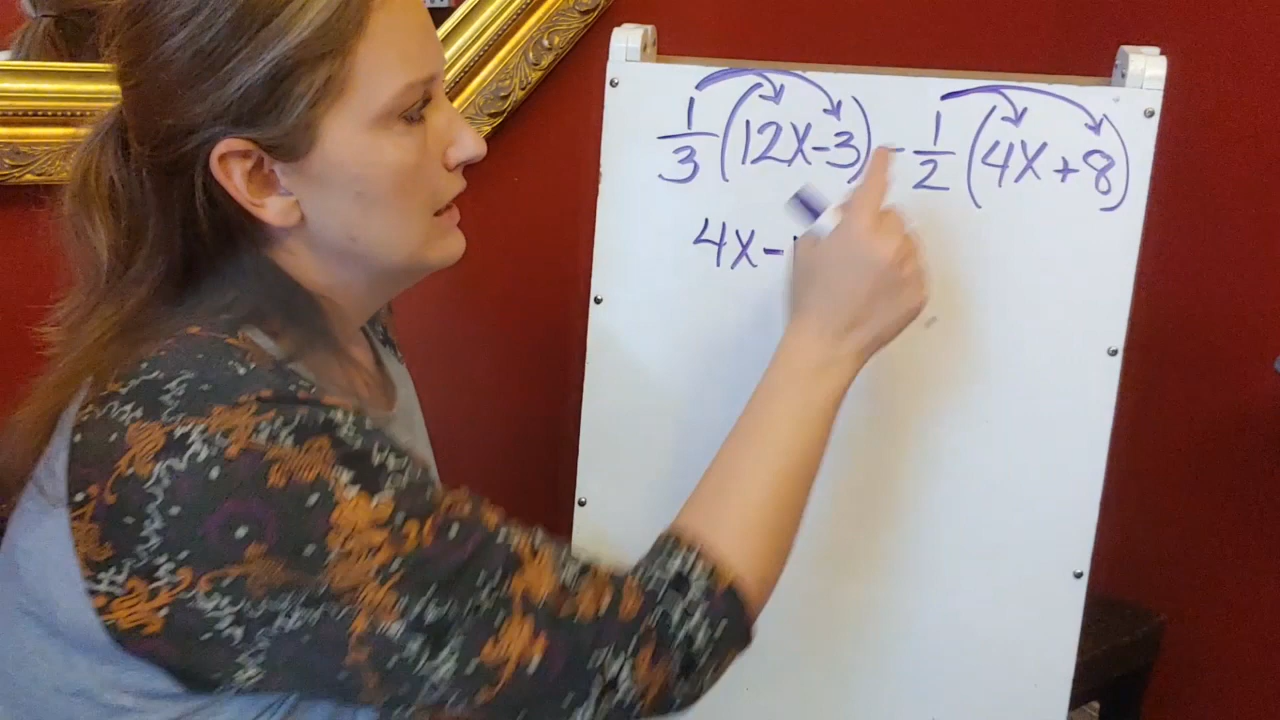 1/3 (12x-3) - 1/2 (4x+8)
4x-